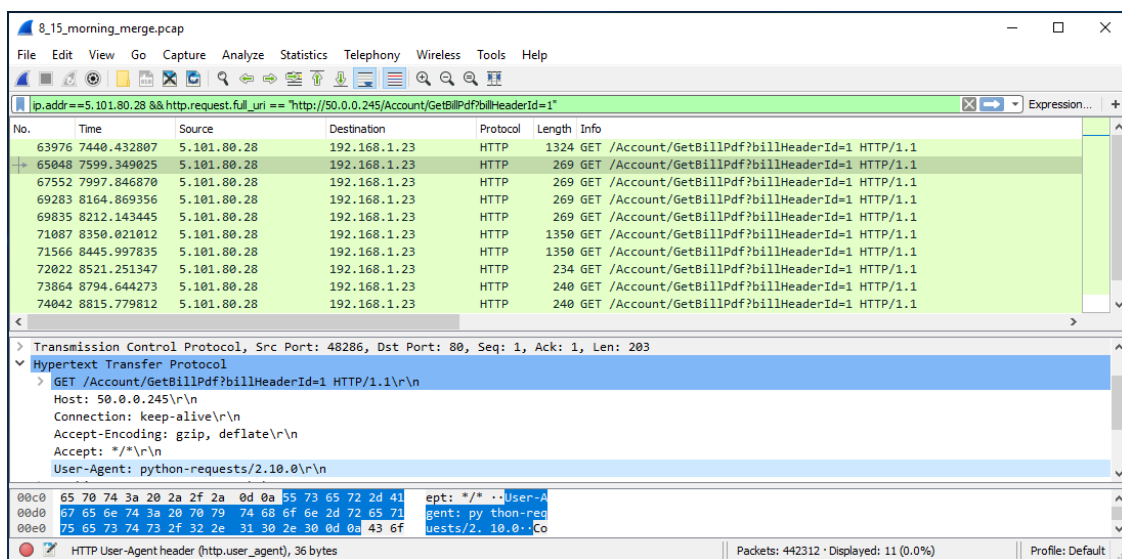 8_15_morning_merge.pcap
File Edit View Go Capture Analyze Statistics Telephony Wireless Tools Help
ip.addr==5.101.80.28 && http.request.full_uri == "http://50.0.0.245/Account/GetBillPdf?billHeaderId=1" Expression... +
No. Time Source Destination Protocol Length Info
63976 7440.432807 5.101.80.28 192.168.1.23 HTTP 1324 GET /Account/GetBillPdf?billHeaderId=1 HTTP/1.1
65048 7599.349025 5.101.80.28 192.168.1.23 HTTP 269 GET /Account/GetBillPdf?billHeaderId=1 HTTP/1.1
67552 7997.846870 5.101.80.28 192.168.1.23 HTTP 269 GET /Account/GetBillPdf?billHeaderId=1 HTTP/1.1
69283 8164.869356 5.101.80.28 192.168.1.23 HTTP 269 GET /Account/GetBillPdf?billHeaderId=1 HTTP/1.1
69835 8212.143445 5.101.80.28 192.168.1.23 HTTP 269 GET /Account/GetBillPdf?billHeaderId=1 HTTP/1.1
71087 8350.021012 5.101.80.28 192.168.1.23 HTTP 1350 GET /Account/GetBillPdf?billHeaderId=1 HTTP/1.1
71566 8445.997835 5.101.80.28 192.168.1.23 HTTP 1350 GET /Account/GetBillPdf?billHeaderId=1 HTTP/1.1
72022 8521.251347 5.101.80.28 192.168.1.23 HTTP 234 GET /Account/GetBillPdf?billHeaderId=1 HTTP/1.1
73864 8794.644273 5.101.80.28 192.168.1.23 HTTP 240 GET /Account/GetBillPdf?billHeaderId=1 HTTP/1.1
74042 8815.779812 5.101.80.28 192.168.1.23 HTTP 240 GET /Account/GetBillPdf?billHeaderId=1 HTTP/1.1
Transmission Control Protocol, Src Port: 48286, Dst Port: 80, Seq: 1, Ack: 1, Len: 203
Hypertext Transfer Protocol
GET /Account/GetBillPdf?billHeaderId=1 HTTP/1.1\r\n
Host: 50.0.0.245\r\n
Connection: keep-alive\r\n
Accept-Encoding: gzip, deflate\r\n
Accept: */*\r\n
User-Agent: python-requests/2.10.0\r\n
00c0 65 70 74 3a 20 2a 2f 2a 0d 0a 55 73 65 72 2d 41 ept: */* ··User-A
00d0 67 65 6e 74 3a 20 70 79 74 68 6f 6e 2d 72 65 71 gent: py thon-req
00e0 75 65 73 74 73 2f 32 2e 31 30 2e 30 0d 0a 43 6f uests/2. 10.0··Co
HTTP User-Agent header (http.user_agent), 36 bytes Packets: 442312 · Displayed: 11 (0.0%) Profile: Default